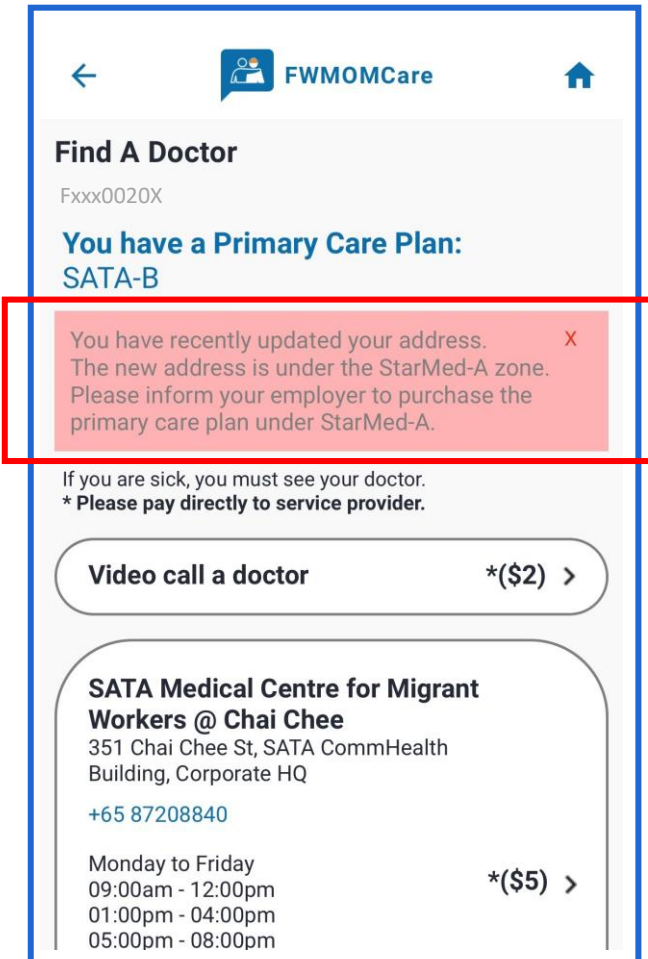 FWMOMCare
Find A Doctor
Fxxx0020X
You have a Primary Care Plan:
SATA-B
You have recently updated your address. X
The new address is under the StarMed-A zone.
Please inform your employer to purchase the
primary care plan under StarMed-A.
If you are sick, you must see your doctor.
* Please pay directly to service provider.
Video call a doctor *($2) >
SATA Medical Centre for Migrant
Workers @ Chai Chee
351 Chai Chee St, SATA CommHealth
Building, Corporate HQ
+65 87208840
Monday to Friday
09:00am - 12:00pm *($5) >
01:00pm - 04:00pm
05:00pm - 08:00pm